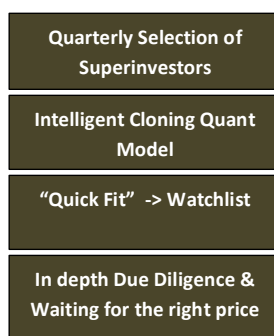 Quarterly Selection of
Superinvestors
Intelligent Cloning Quant
Model
“Quick Fit”  -> Watchlist
In depth Due Diligence &
Waiting for the right price